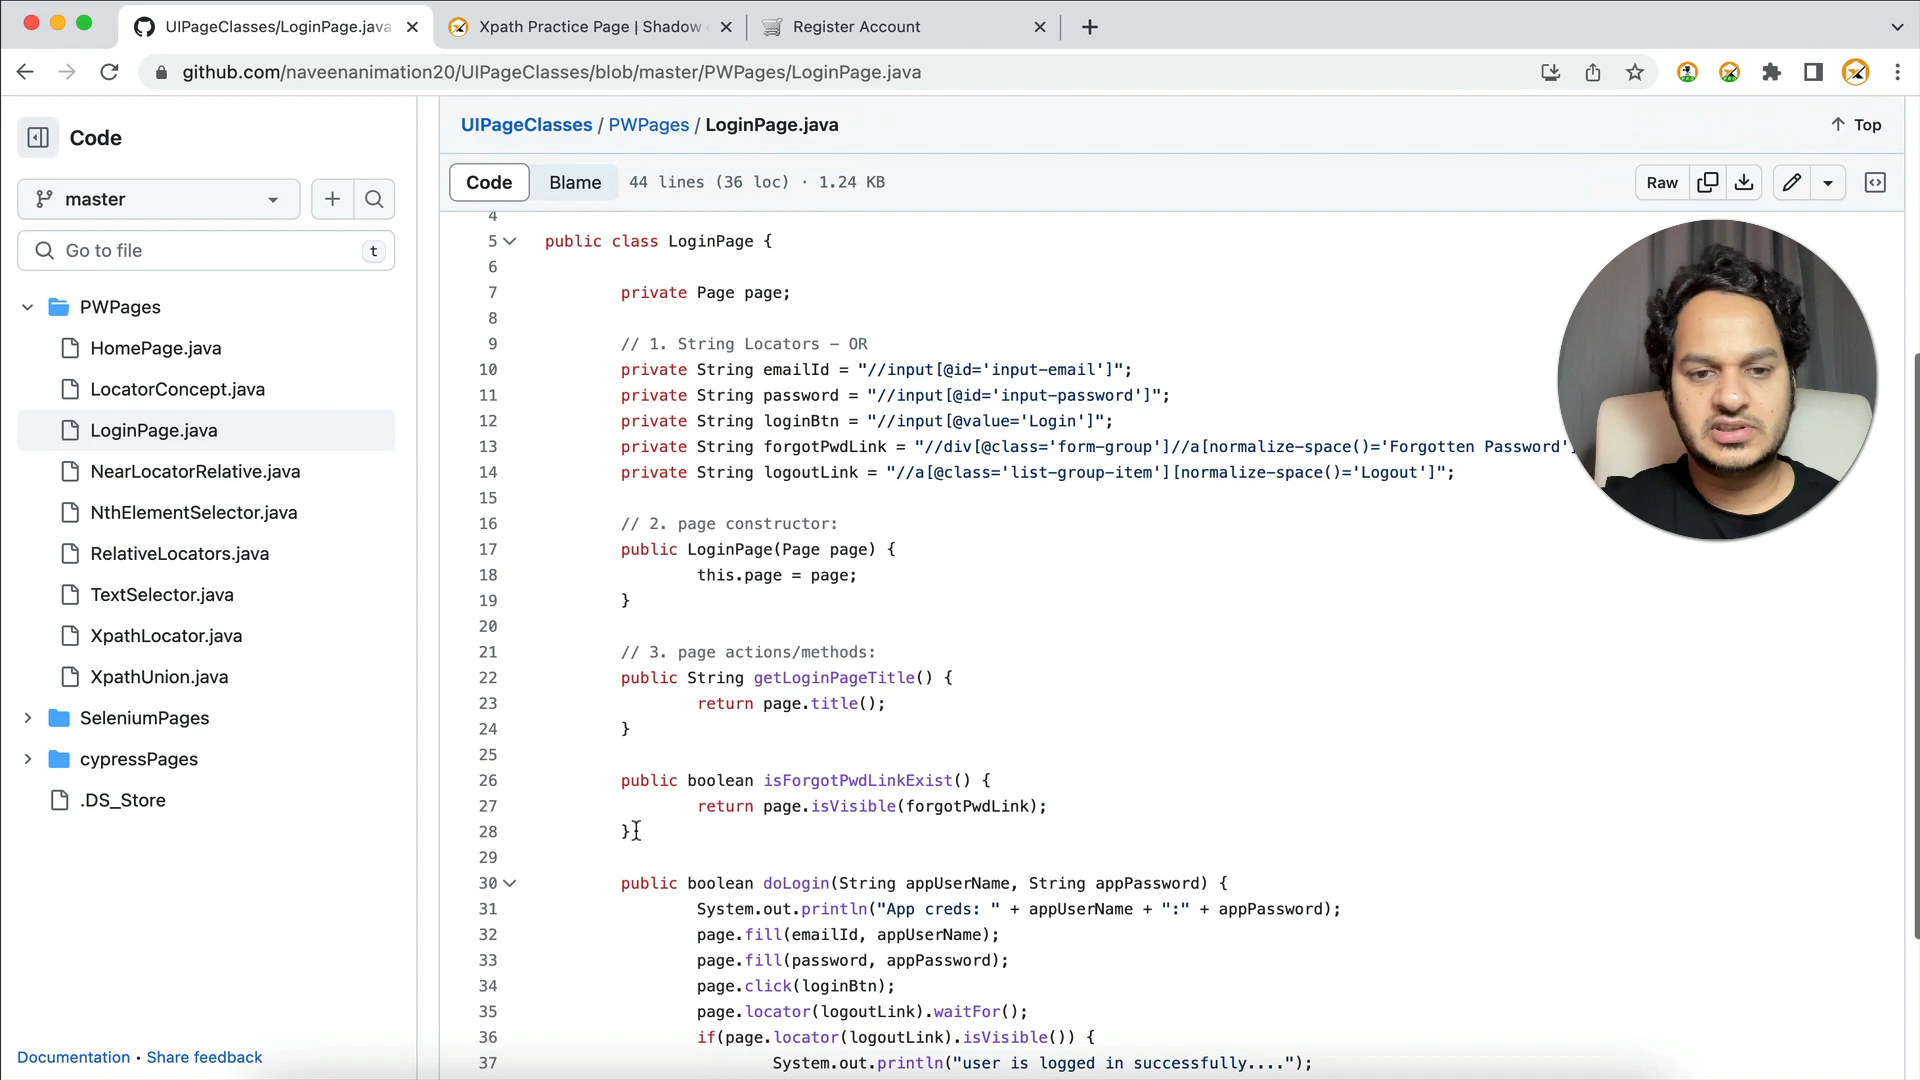 UIPageClasses/LoginPage.java
Xpath Practice Page | Shadow
Register Account
github.com/naveenanimation20/UIPageClasses/blob/master/PWPages/LoginPage.java
Code
master
Go to file
t
PWPages
HomePage.java
LocatorConcept.java
LoginPage.java
NearLocatorRelative.java
NthElementSelector.java
RelativeLocators.java
TextSelector.java
XpathLocator.java
XpathUnion.java
SeleniumPages
cypressPages
.DS_Store
Documentation • Share feedback
UIPageClasses / PWPages / LoginPage.java
Top
Code Blame 44 lines (36 loc) · 1.24 KB
Raw
4
5 public class LoginPage {
6
7 private Page page;
8
9 // 1. String Locators - OR
10 private String emailId = "//input[@id='input-email']";
11 private String password = "//input[@id='input-password']";
12 private String loginBtn = "//input[@value='Login']";
13 private String forgotPwdLink = "//div[@class='form-group']//a[normalize-space()='Forgotten Password'
14 private String logoutLink = "//a[@class='list-group-item'][normalize-space()='Logout']";
15
16 // 2. page constructor:
17 public LoginPage(Page page) {
18 this.page = page;
19 }
20
21 // 3. page actions/methods:
22 public String getLoginPageTitle() {
23 return page.title();
24 }
25
26 public boolean isForgotPwdLinkExist() {
27 return page.isVisible(forgotPwdLink);
28 }
29
30 public boolean doLogin(String appUserName, String appPassword) {
31 System.out.println("App creds: " + appUserName + ":" + appPassword);
32 page.fill(emailId, appUserName);
33 page.fill(password, appPassword);
34 page.click(loginBtn);
35 page.locator(logoutLink).waitFor();
36 if(page.locator(logoutLink).isVisible()) {
37 System.out.println("user is logged in successfully....");